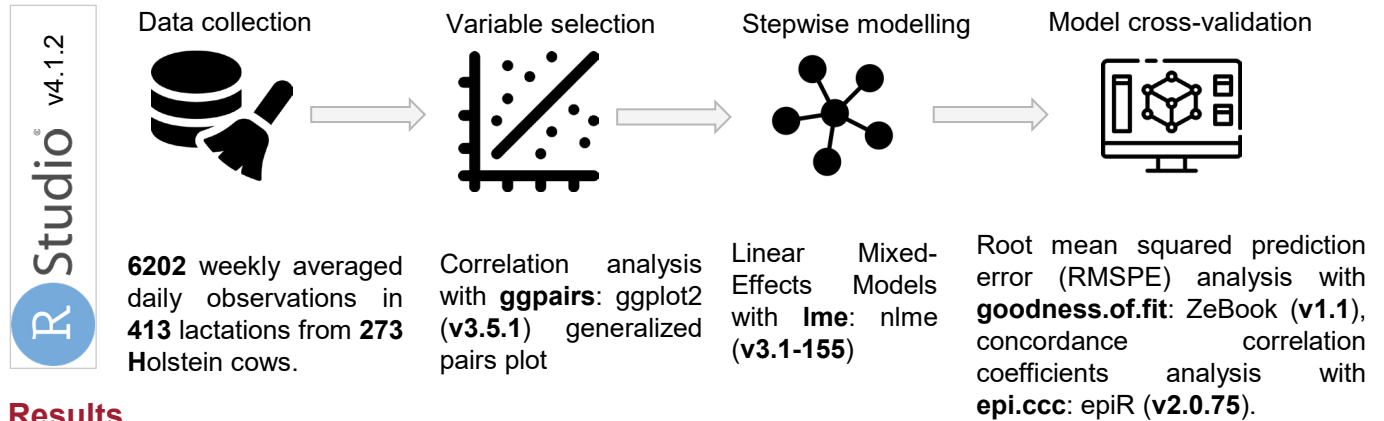 R Studio® v4.1.2
Data collection
6202 weekly averaged
daily observations in
413 lactations from 273
Holstein cows.
Variable selection
Correlation analysis
with ggpairs: ggplot2
(v3.5.1) generalized
pairs plot
Stepwise modelling
Linear Mixed-
Effects Models
with lme: nlme
(v3.1-155)
Model cross-validation
Root mean squared prediction
error (RMSPE) analysis with
goodness.of.fit: ZeBook (v1.1),
concordance correlation
coefficients analysis with
epi.ccc: epiR (v2.0.75).
Results